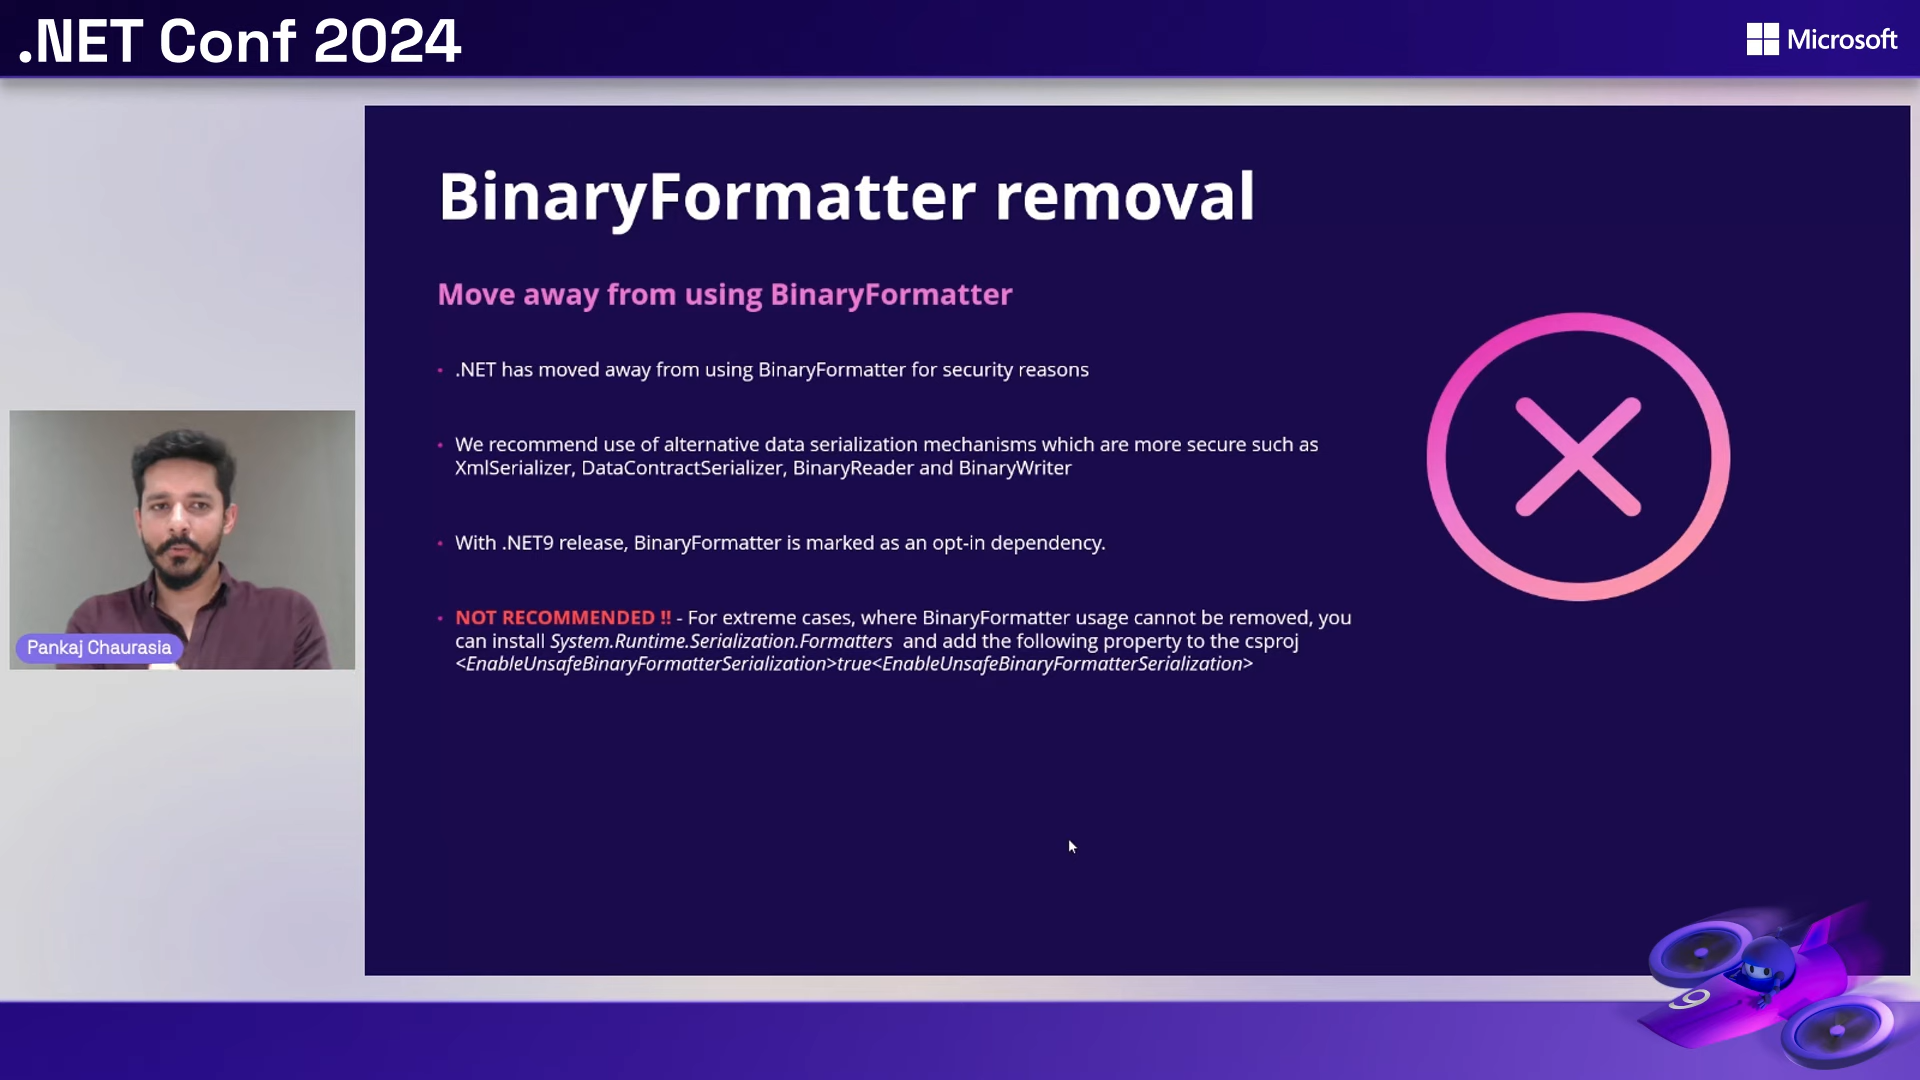 .NET Conf 2024
Microsoft
BinaryFormatter removal
Move away from using BinaryFormatter
• .NET has moved away from using BinaryFormatter for security reasons
• We recommend use of alternative data serialization mechanisms which are more secure such as
XmlSerializer, DataContractSerializer, BinaryReader and BinaryWriter
• With .NET9 release, BinaryFormatter is marked as an opt-in dependency.
• NOT RECOMMENDED !! - For extreme cases, where BinaryFormatter usage cannot be removed, you
can install System.Runtime.Serialization.Formatters and add the following property to the csproj
<EnableUnsafeBinaryFormatterSerialization>true<EnableUnsafeBinaryFormatterSerialization>
Pankaj Chaurasia
9